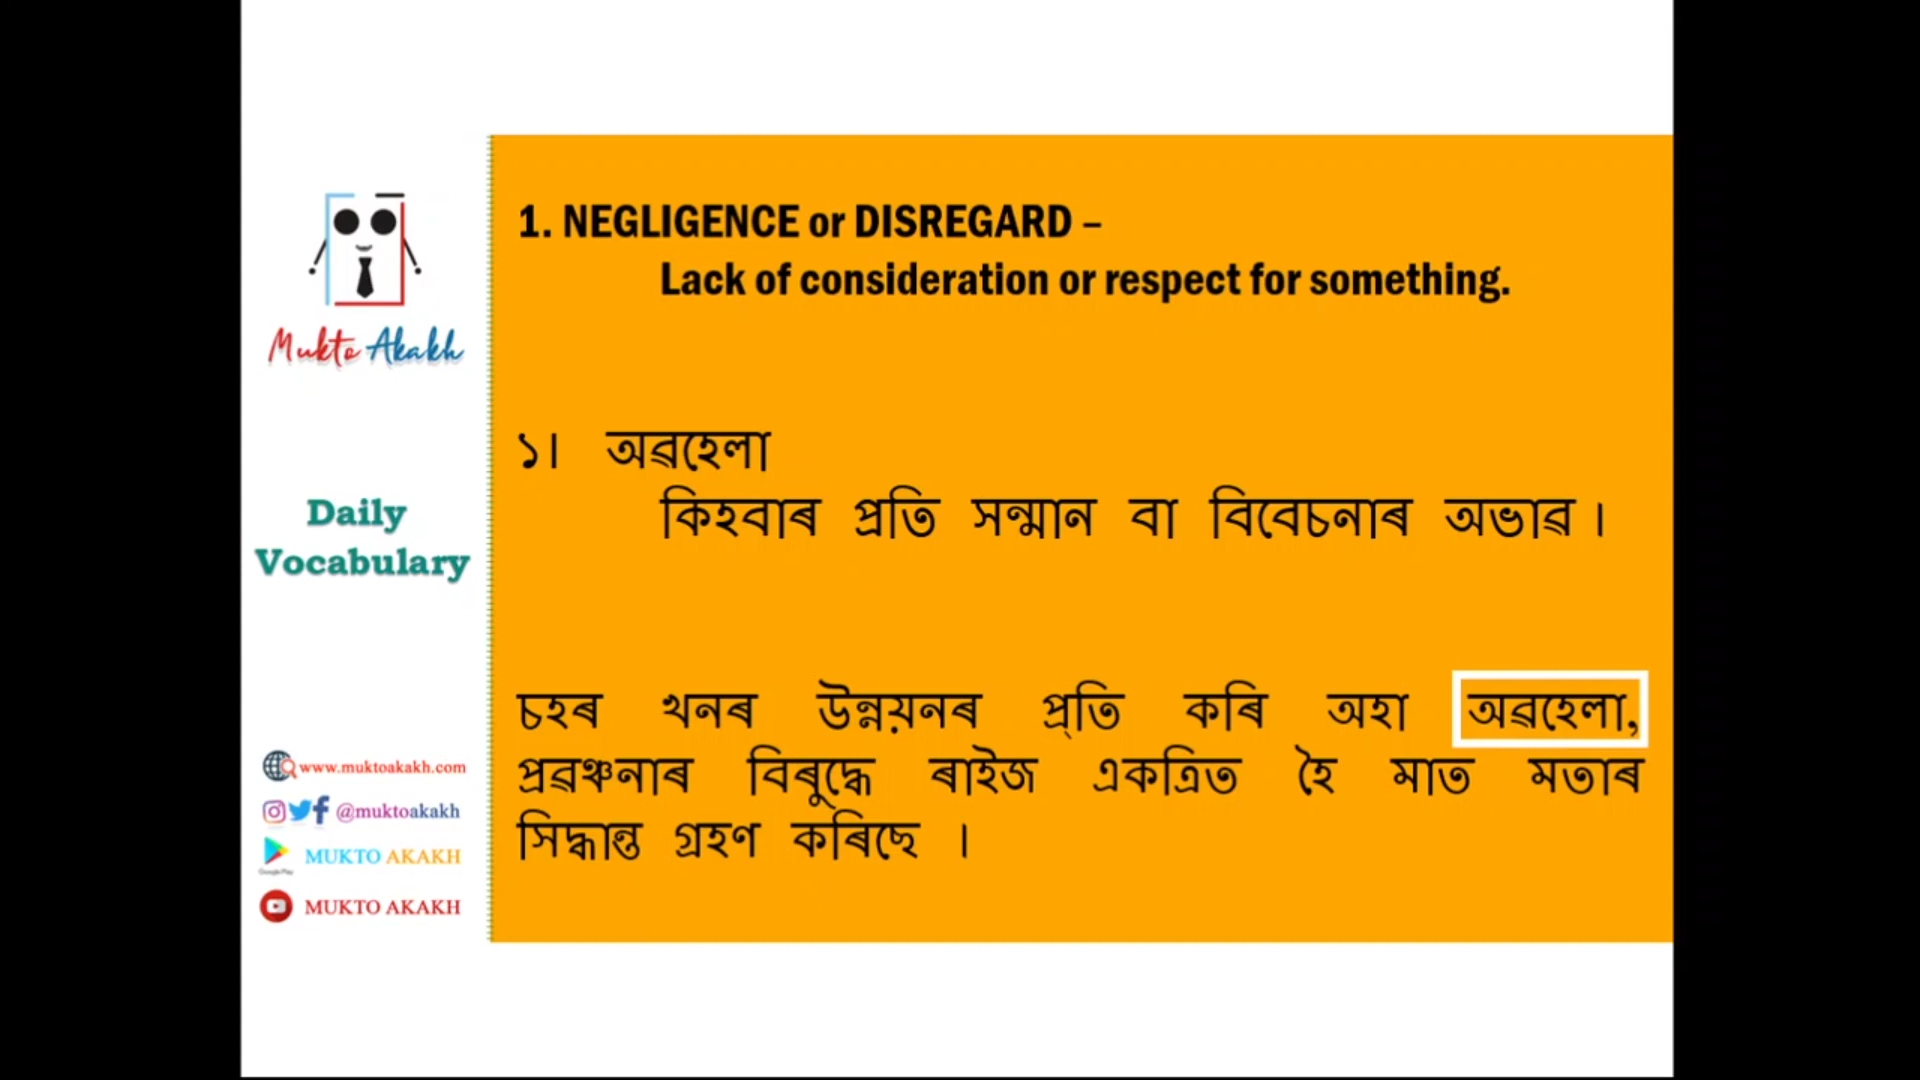 1. NEGLIGENCE or DISREGARD –
Lack of consideration or respect for something.
১। অৱহেলা
কিহবাৰ প্ৰতি সন্মান বা বিবেচনাৰ অভাৱ।
চহৰ খনৰ উন্নয়নৰ প্ৰ্তি কৰি অহা অৱহেলা,
প্ৰৱঞ্চনাৰ বিৰুদ্ধে ৰাইজ একত্ৰিত হৈ মাত মতাৰ
সিদ্ধান্ত গ্ৰহণ কৰিছে ।
Mukto Akakh
Daily
Vocabulary
www.muktoakakh.com
@muktoakakh
Google Play
MUKTO AKAKH
MUKTO AKAKH